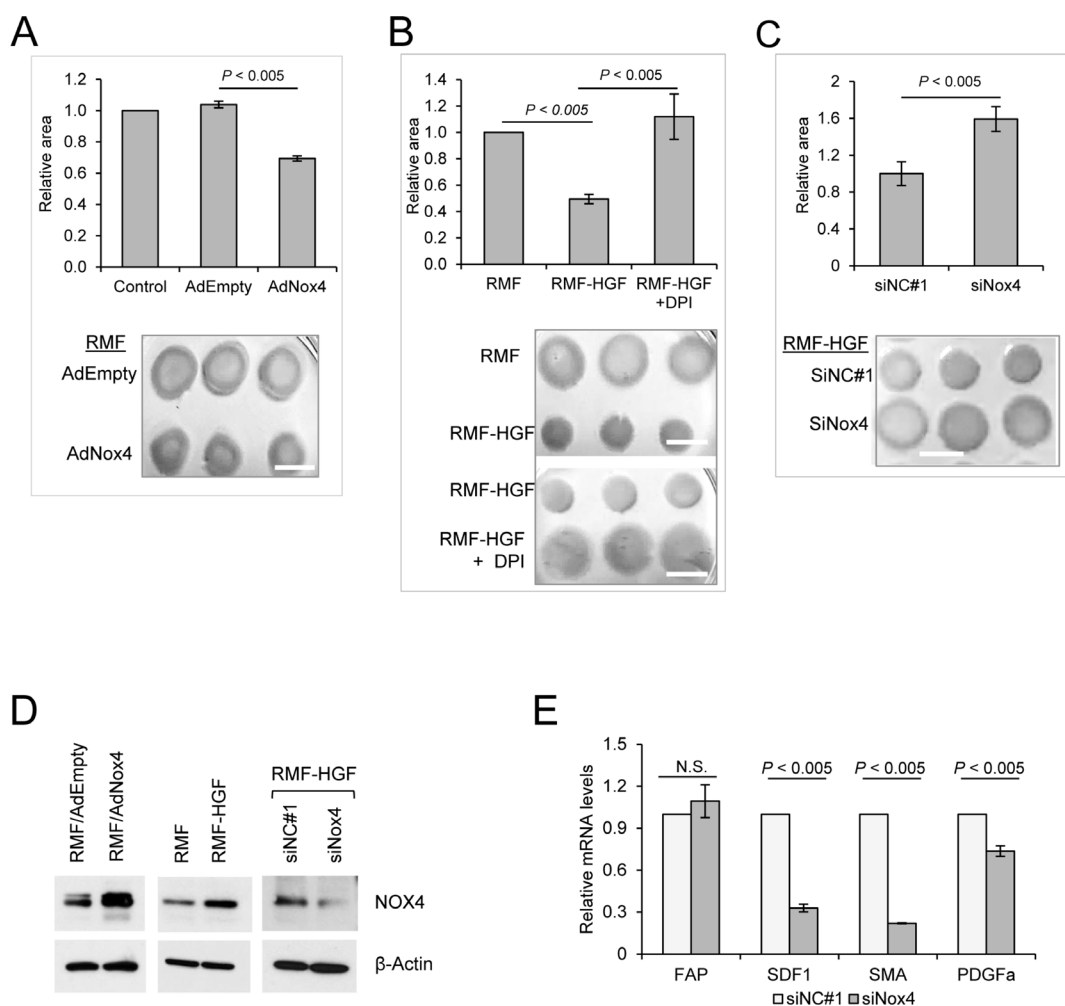 A
P < 0.005
1.2
1.0
0.8
0.6
0.4
0.2
0.0
Relative area
Control AdEmpty AdNox4
RMF
AdEmpty
AdNox4
B
P < 0.005
P < 0.005
1.4
1.2
1.0
0.8
0.6
0.4
0.2
0.0
Relative area
RMF RMF-HGF RMF-HGF
+DPI
RMF
RMF-HGF
RMF-HGF
RMF-HGF
+ DPI
C
P < 0.005
2
1.6
1.2
0.8
0.4
0
Relative area
siNC#1 siNox4
RMF-HGF
SiNC#1
SiNox4
D
RMF/AdEmpty
RMF/AdNox4
RMF
RMF-HGF
RMF-HGF
siNC#1
siNox4
NOX4
β-Actin
E
1.5
1.2
0.9
0.6
0.3
0
Relative mRNA levels
N.S. P < 0.005 P < 0.005 P < 0.005
FAP SDF1 SMA PDGFa
siNC#1 siNox4